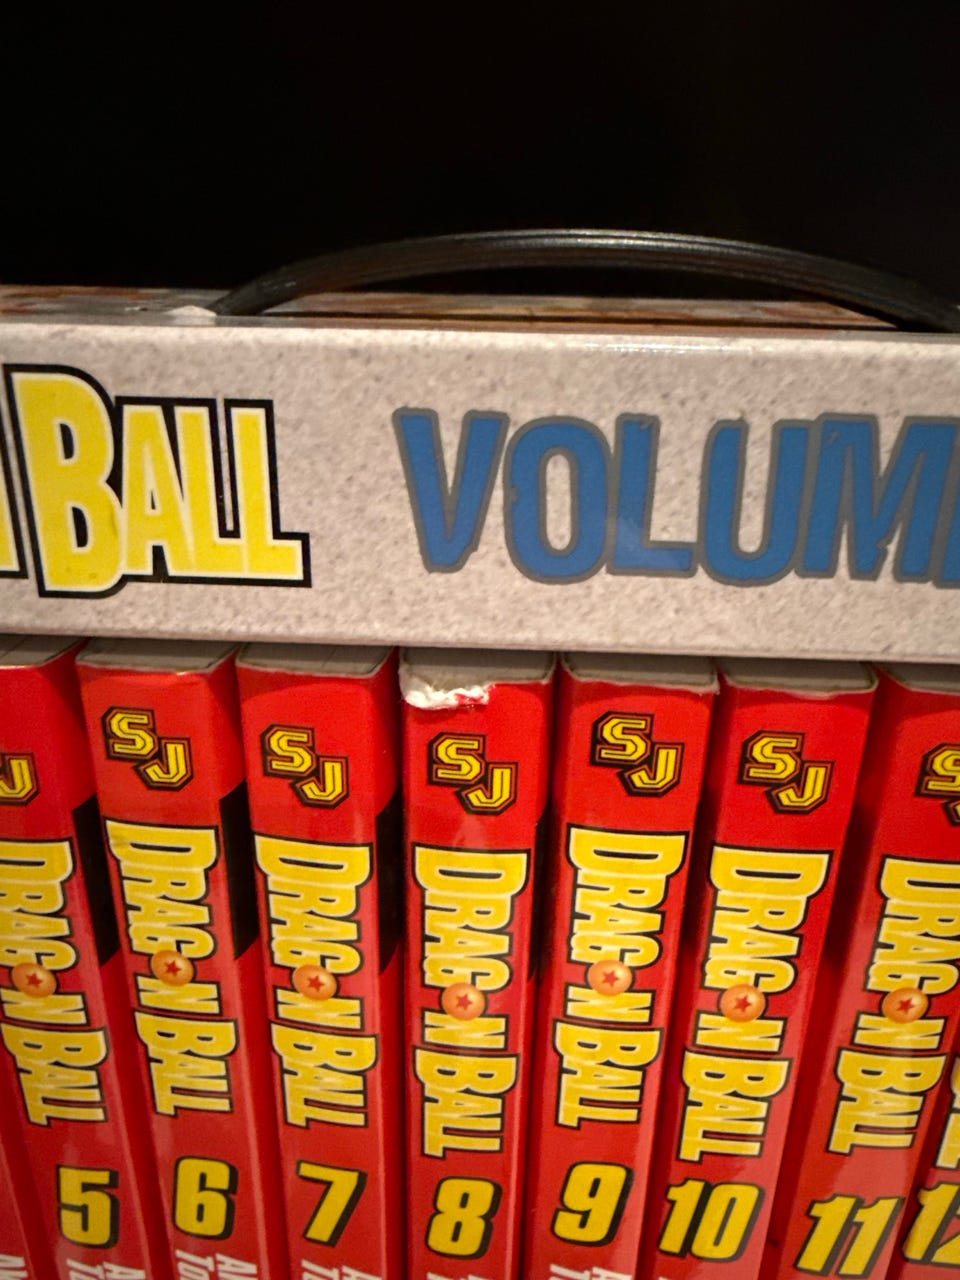 BALL VOLUM
SJ DRAGON BALL 5
SJ DRAGON BALL 6
SJ DRAGON BALL 7
SJ DRAGON BALL 8
SJ DRAGON BALL 9
SJ DRAGON BALL 10
SJ DRAGON BALL 11
12